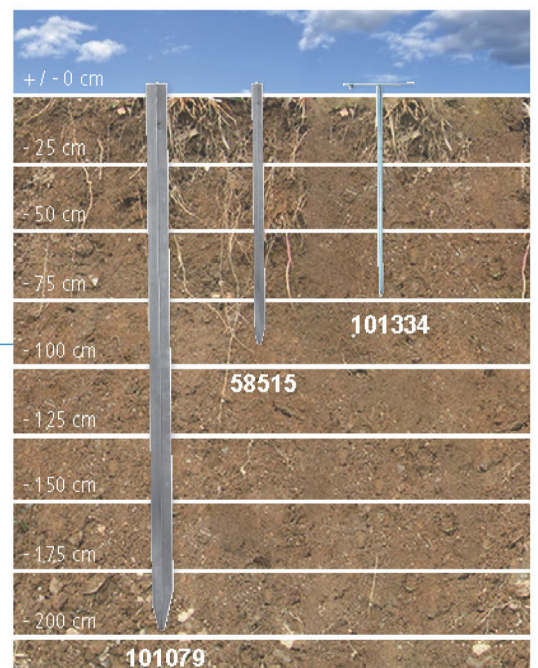 + / - 0 cm
- 25 cm
- 50 cm
- 75 cm
101334
- 100 cm
58515
- 125 cm
- 150 cm
- 175 cm
- 200 cm
101079